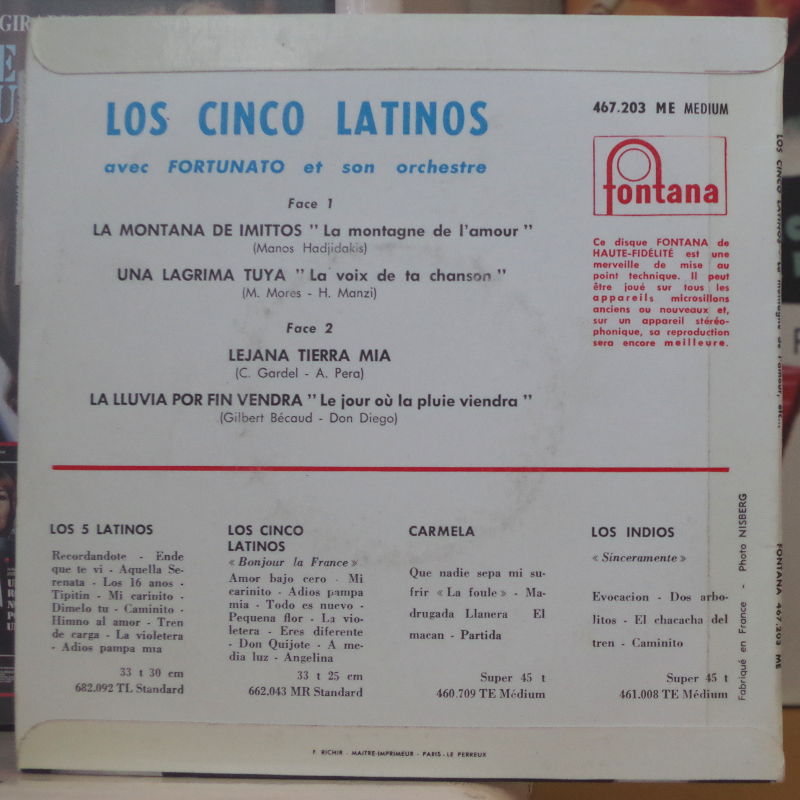 LOS CINCO LATINOS
avec FORTUNATO et son orchestre
Face 1
LA MONTANA DE IMITTOS " La montagne de l'amour "
(Manos Hadjidakis)
UNA LAGRIMA TUYA " La voix de ta chanson "
(M. Mores - H. Manzi)
Face 2
LEJANA TIERRA MIA
(C. Gardel - A. Pera)
LA LLUVIA POR FIN VENDRA " Le jour où la pluie viendra "
(Gilbert Bécaud - Don Diego)
467.203 ME MEDIUM
fontana
Ce disque FONTANA de
HAUTE-FIDÉLITÉ est une
merveille de mise au
point technique. Il peut
être joué sur tous les
appareils microsillons
anciens ou nouveaux et,
sur un appareil stéréo-
phonique, sa reproduction
sera encore meilleure.
LOS 5 LATINOS
Recordandote - Ende
que te vi - Aquella Se-
renata - Los 16 anos -
Tipitin - Mi carinito -
Dimelo tu - Caminito -
Himno al amor - Tren
de carga - La violetera
- Adios pampa mia
33 t 30 cm
682.092 TL Standard
LOS CINCO
LATINOS
« Bonjour la France »
Amor bajo cero - Mi
carinito - Adios pampa
mia - Todo es nuevo -
Pequena flor - La vio-
letera - Eres diferente
- Don Quijote - A me-
dia luz - Angelina
33 t 25 cm
662.043 MR Standard
CARMELA
Que nadie sepa mi su-
frir « La foule » - Ma-
drugada Llanera El
macan - Partida
Super 45 t
460.709 TE Médium
LOS INDIOS
« Sinceramente »
Evocacion - Dos arbo-
litos - El chacacha del
tren - Caminito
Super 45 t
461.008 TE Médium
Fabriqué en France - Photo NISBERG
F. RICHIR - MAITRE-IMPRIMEUR - PARIS - LE PERREUX
LOS CINCO LATINOS - La montagne de l'amour, etc...
FONTANA 467.203 ME
GIR